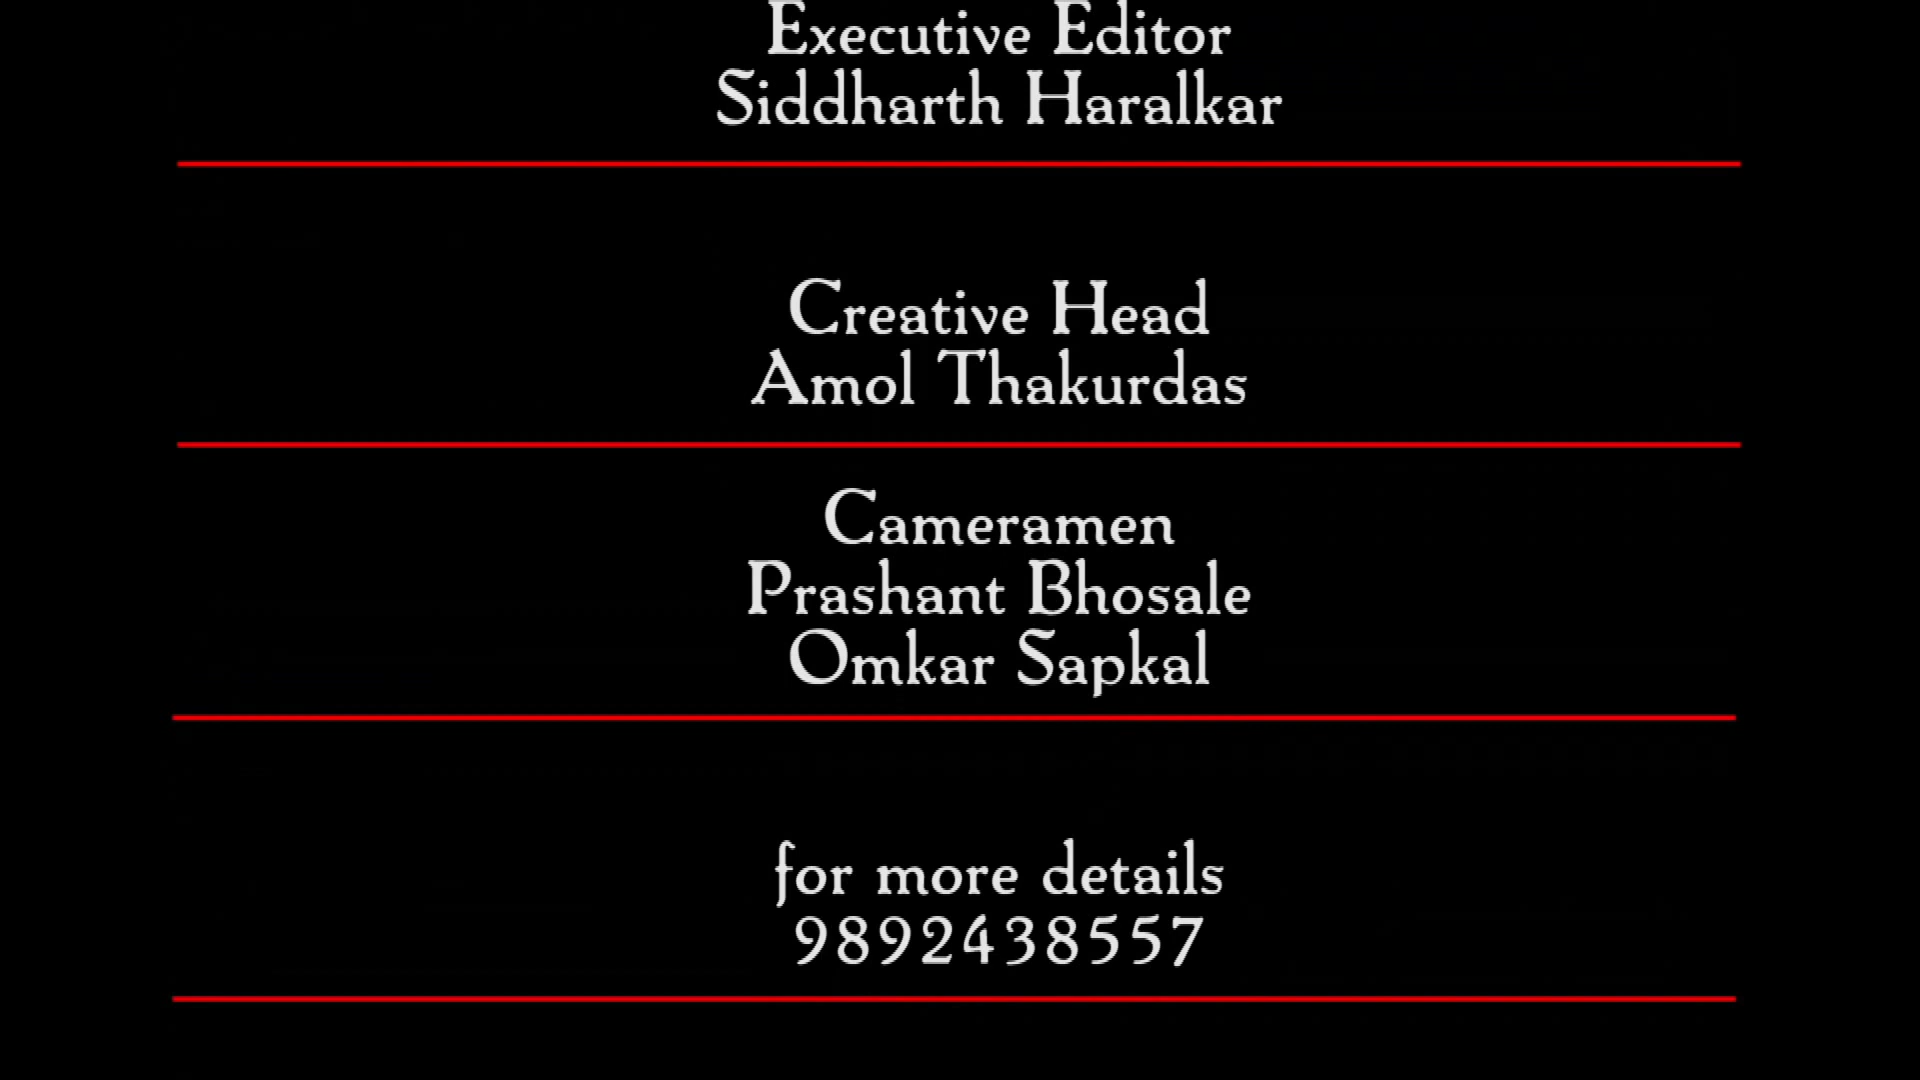 Executive Editor
Siddharth Haralkar
Creative Head
Amol Thakurdas
Cameramen
Prashant Bhosale
Omkar Sapkal
for more details
9892438557